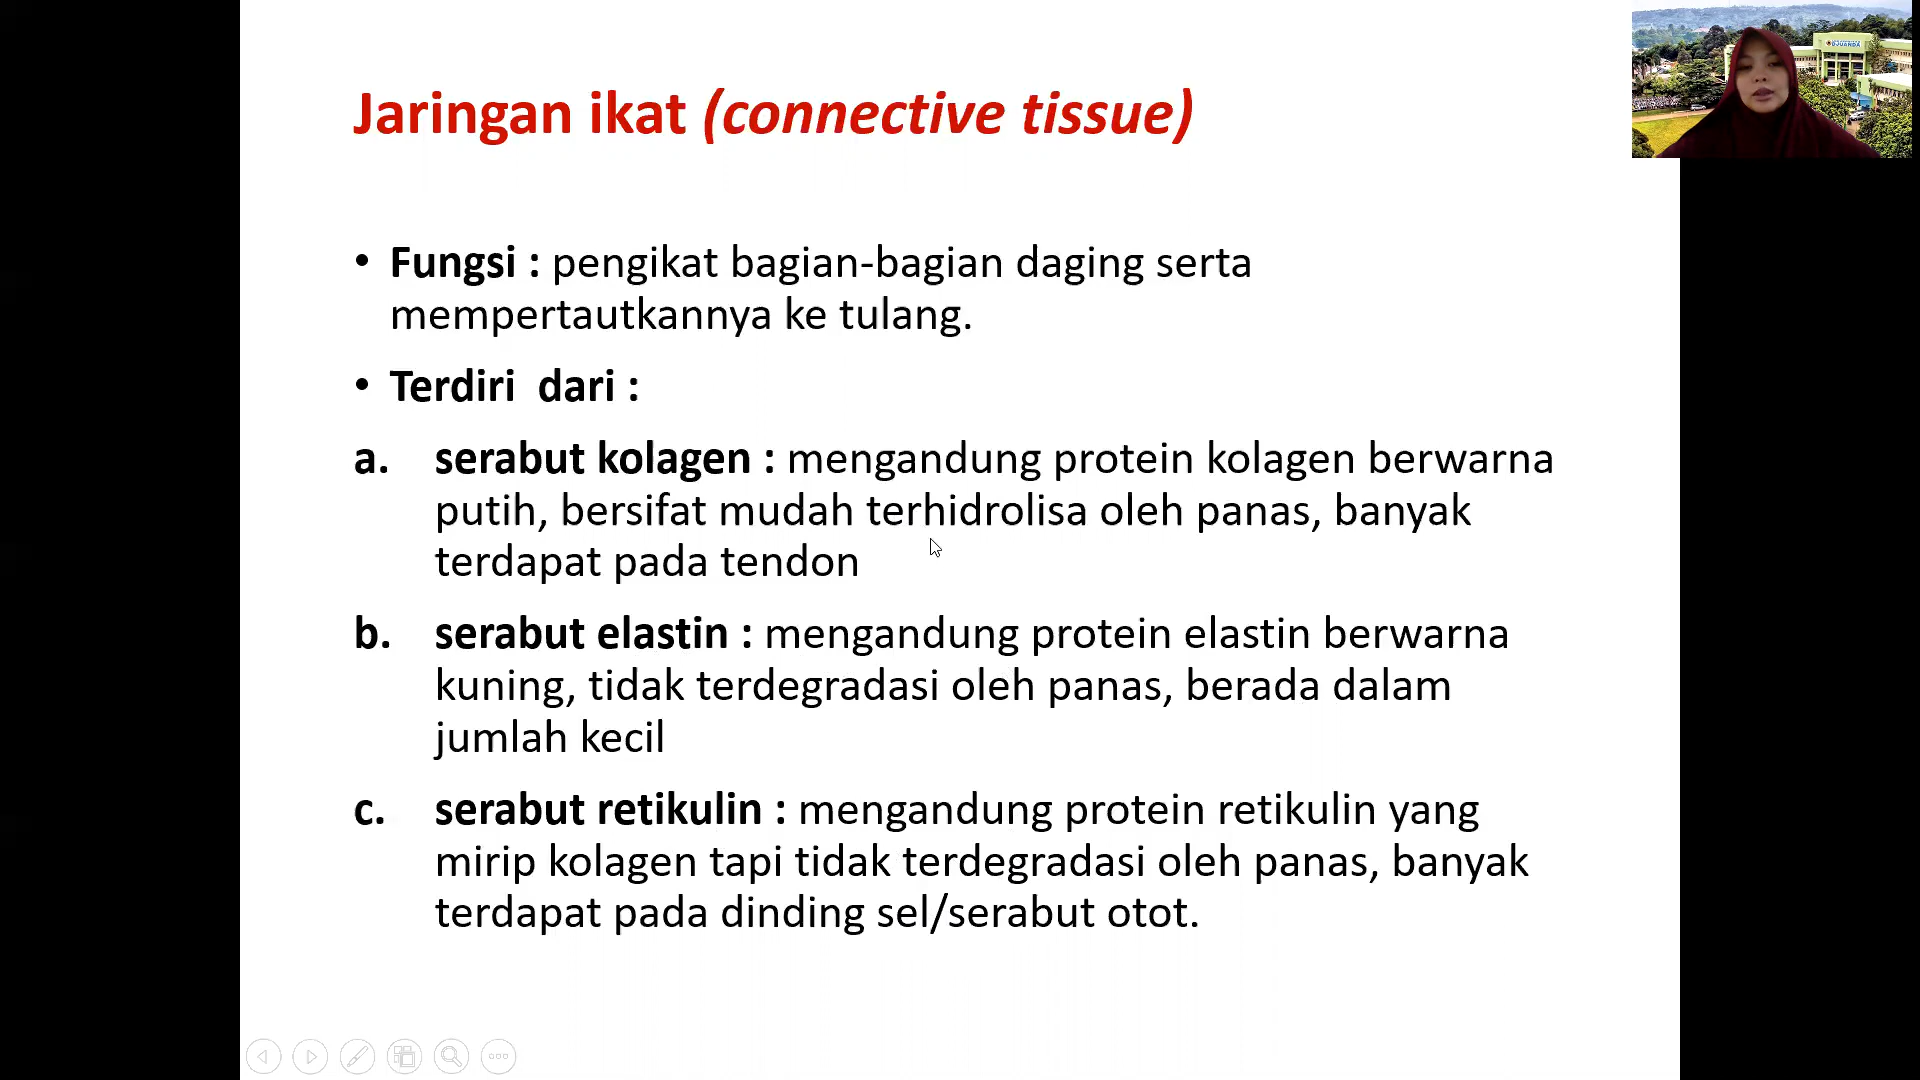 Jaringan ikat (connective tissue)
• Fungsi : pengikat bagian-bagian daging serta
mempertautkannya ke tulang.
• Terdiri dari :
a. serabut kolagen : mengandung protein kolagen berwarna
putih, bersifat mudah terhidrolisa oleh panas, banyak
terdapat pada tendon
b. serabut elastin : mengandung protein elastin berwarna
kuning, tidak terdegradasi oleh panas, berada dalam
jumlah kecil
c. serabut retikulin : mengandung protein retikulin yang
mirip kolagen tapi tidak terdegradasi oleh panas, banyak
terdapat pada dinding sel/serabut otot.
DJUANDA